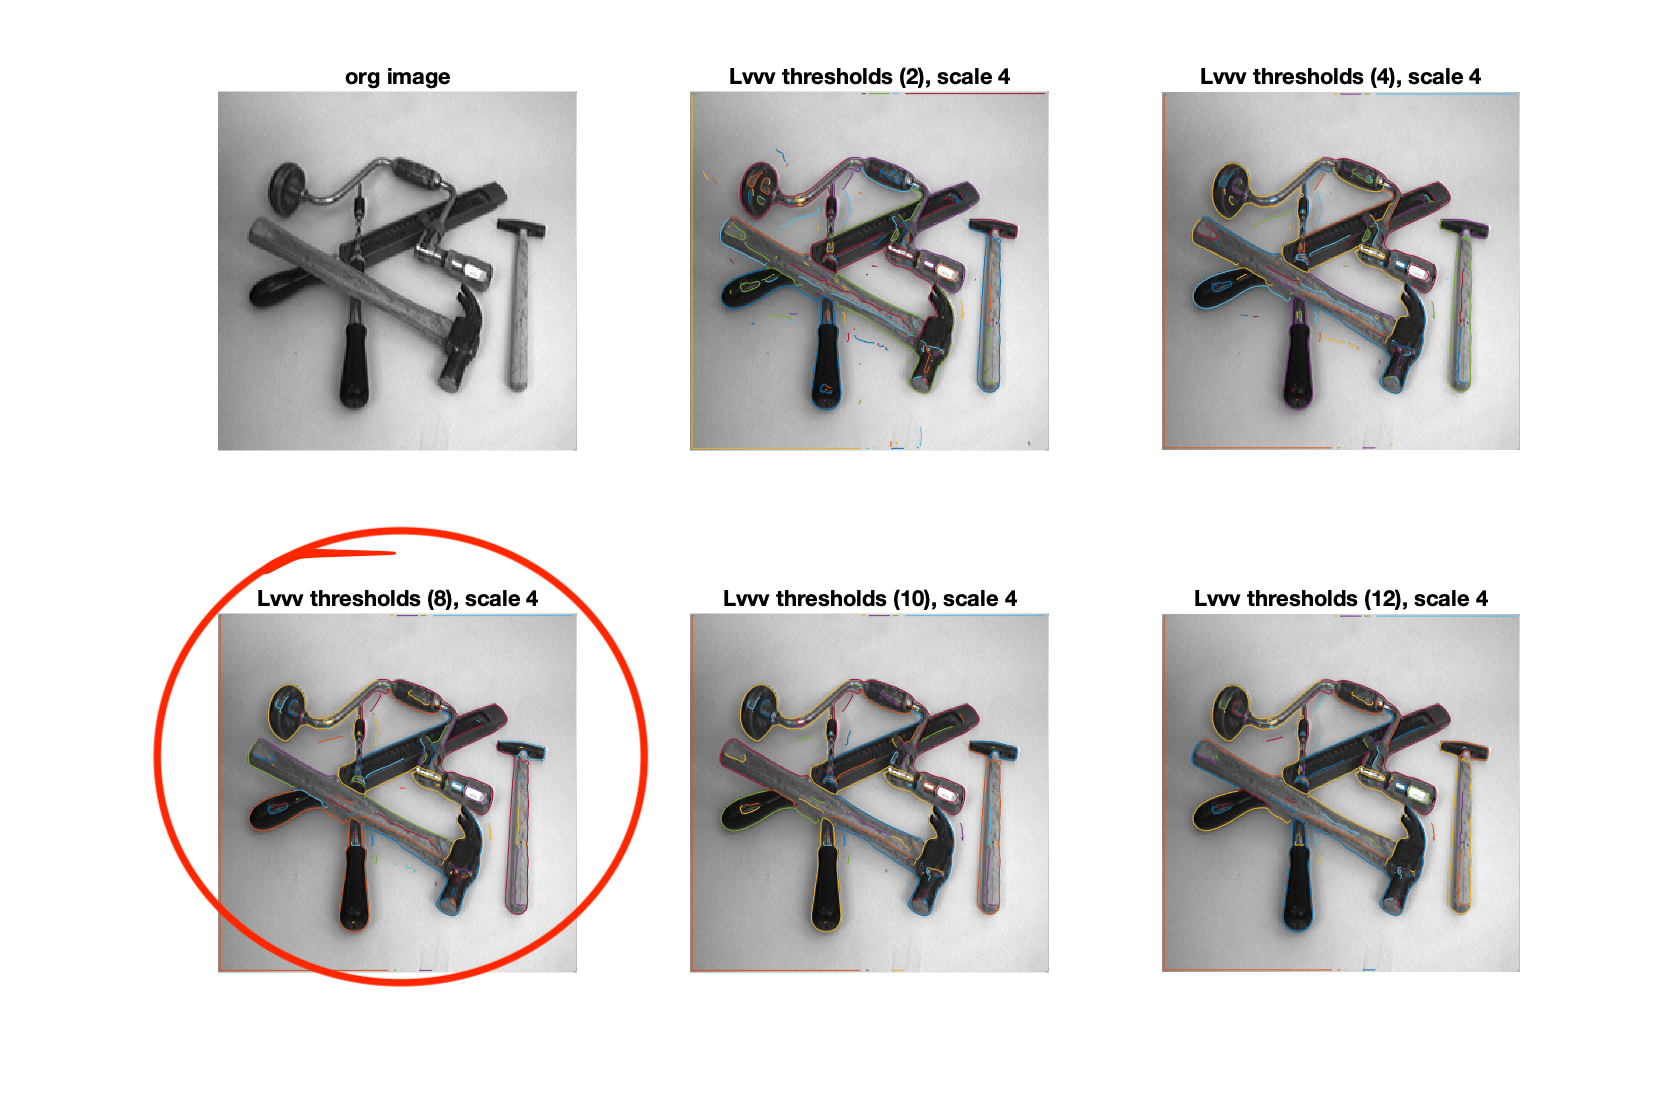 org image
Lvvv thresholds (2), scale 4
Lvvv thresholds (4), scale 4
Lvvv thresholds (8), scale 4
Lvvv thresholds (10), scale 4
Lvvv thresholds (12), scale 4